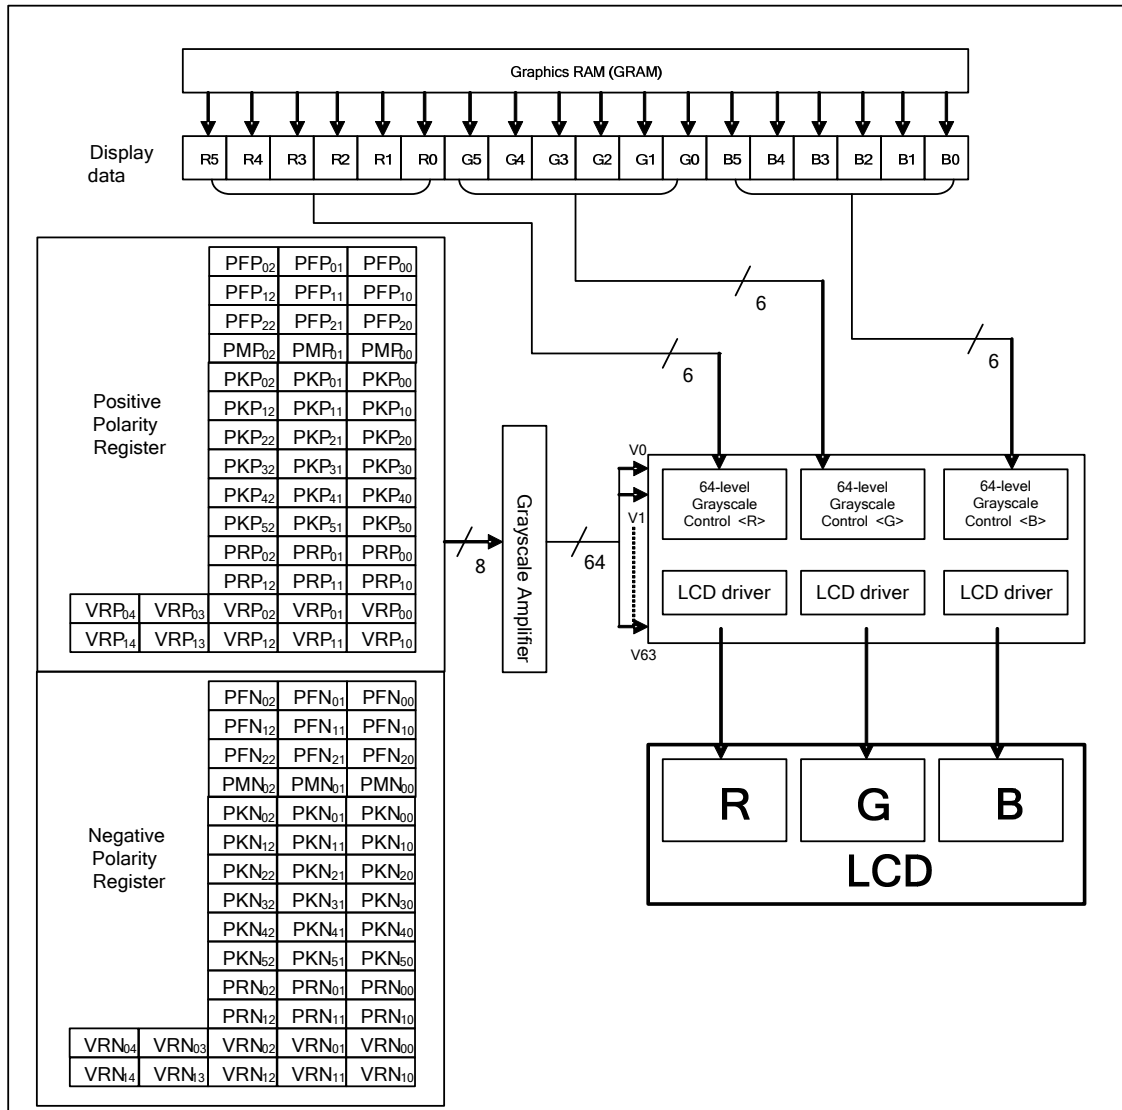 Graphics RAM (GRAM)
Display
data
R5 R4 R3 R2 R1 R0 G5 G4 G3 G2 G1 G0 B5 B4 B3 B2 B1 B0
6
6
6
Positive
Polarity
Register
PFP02 PFP01 PFP00
PFP12 PFP11 PFP10
PFP22 PFP21 PFP20
PMP02 PMP01 PMP00
PKP02 PKP01 PKP00
PKP12 PKP11 PKP10
PKP22 PKP21 PKP20
PKP32 PKP31 PKP30
PKP42 PKP41 PKP40
PKP52 PKP51 PKP50
PRP02 PRP01 PRP00
PRP12 PRP11 PRP10
VRP04 VRP03 VRP02 VRP01 VRP00
VRP14 VRP13 VRP12 VRP11 VRP10
8
Grayscale Amplifier
64
V0
V1
V63
64-level
Grayscale
Control <R>
64-level
Grayscale
Control <G>
64-level
Grayscale
Control <B>
LCD driver
LCD driver
LCD driver
Negative
Polarity
Register
PFN02 PFN01 PFN00
PFN12 PFN11 PFN10
PFN22 PFN21 PFN20
PMN02 PMN01 PMN00
PKN02 PKN01 PKN00
PKN12 PKN11 PKN10
PKN22 PKN21 PKN20
PKN32 PKN31 PKN30
PKN42 PKN41 PKN40
PKN52 PKN51 PKN50
PRN02 PRN01 PRN00
PRN12 PRN11 PRN10
VRN04 VRN03 VRN02 VRN01 VRN00
VRN14 VRN13 VRN12 VRN11 VRN10
R G B
LCD